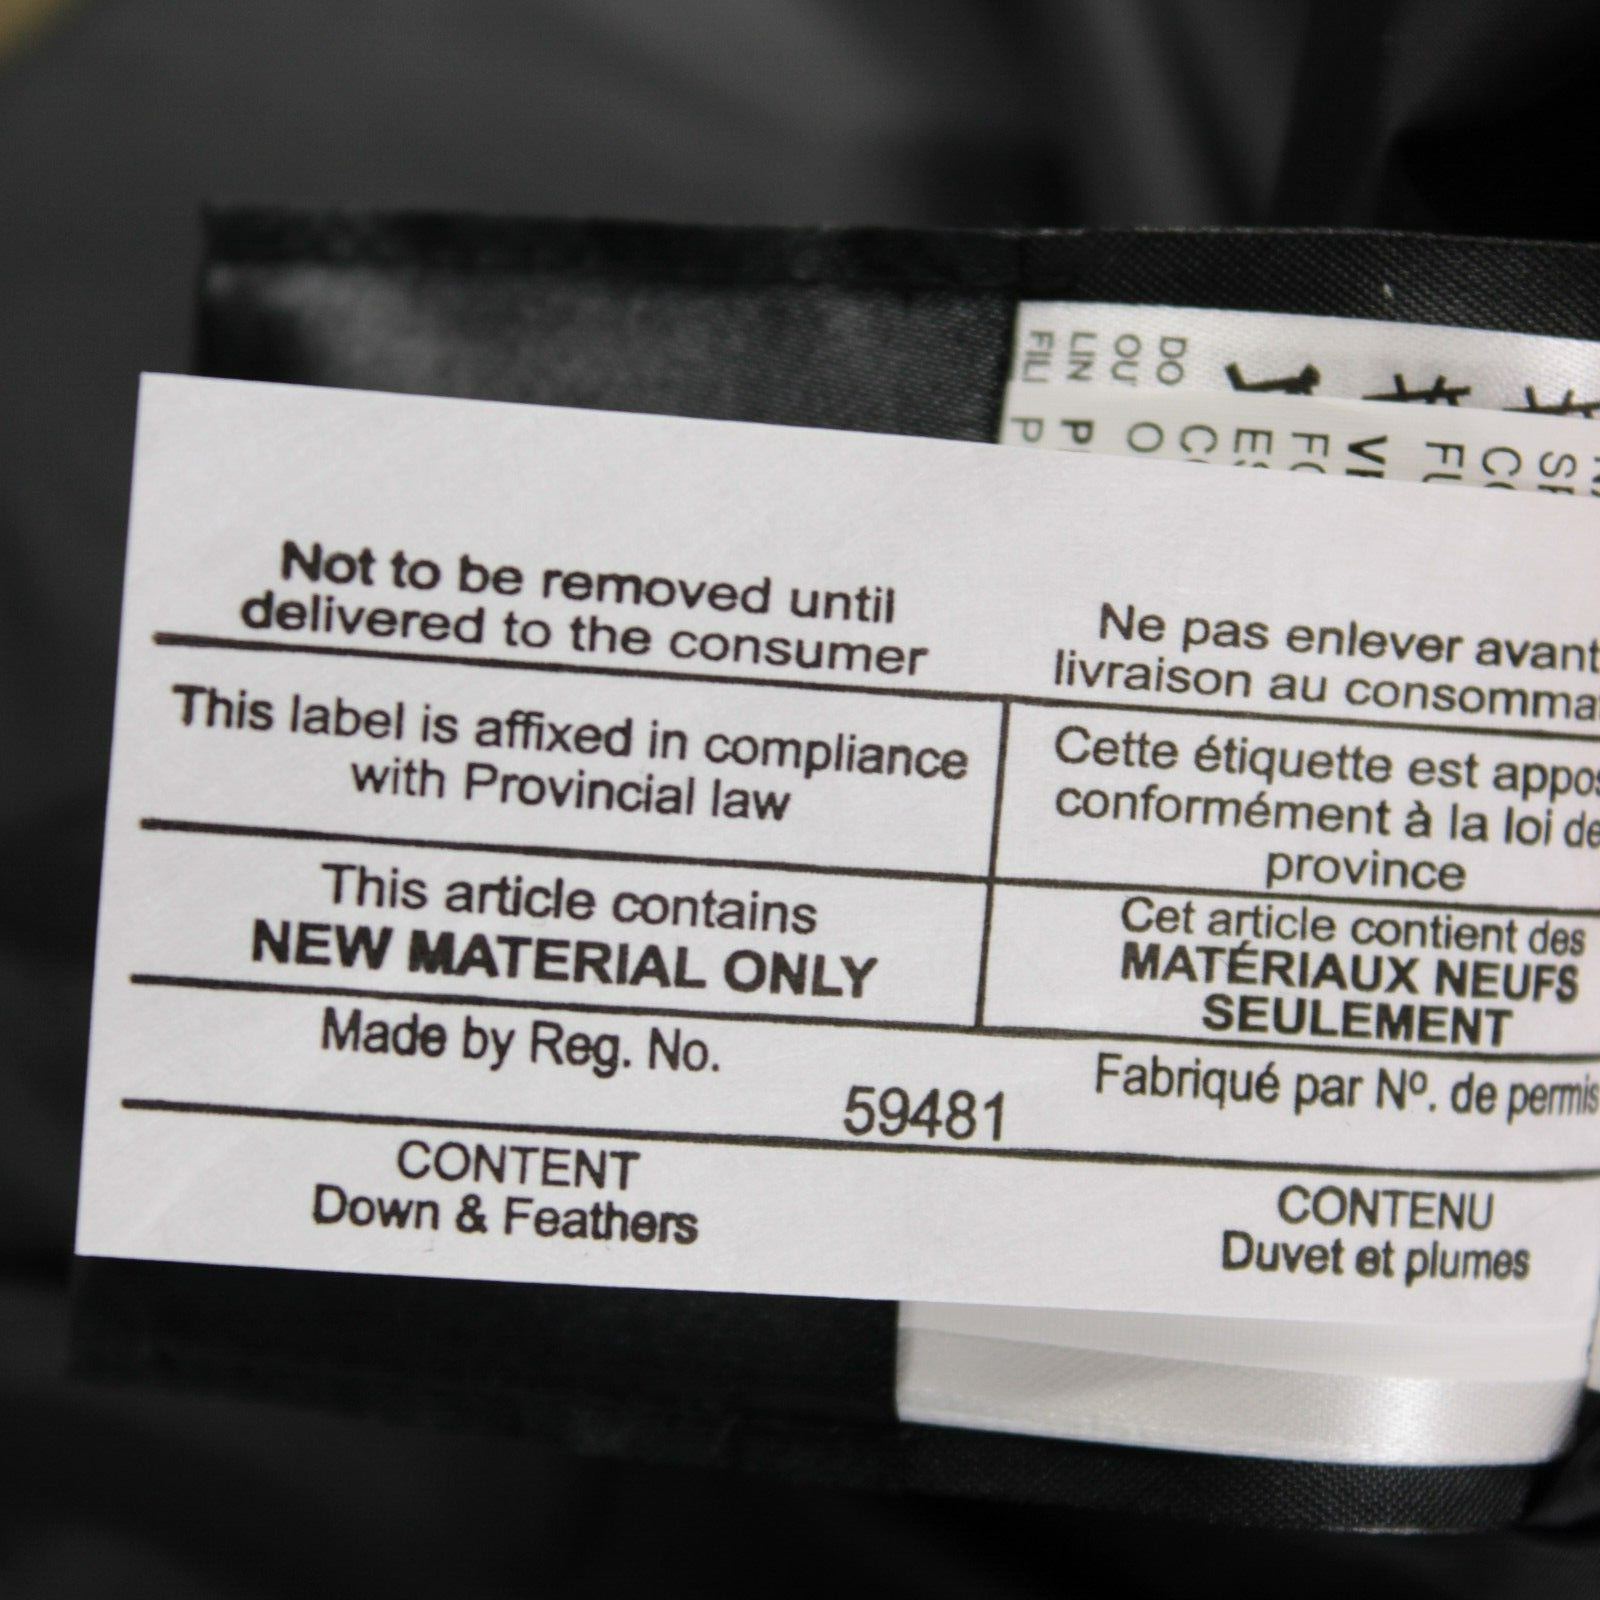 Not to be removed until
delivered to the consumer
Ne pas enlever avant
livraison au
This label is affixed in compliance
with Provincial law
Cette étiquette est
conformément à la loi
province
This article contains
NEW MATERIAL ONLY
Cet article contient des
MATÉRIAUX NEUFS
SEULEMENT
Made by Reg. No.
59481
Fabriqué par Nº. de permis
CONTENT
Down & Feathers
CONTENU
Duvet et plumes